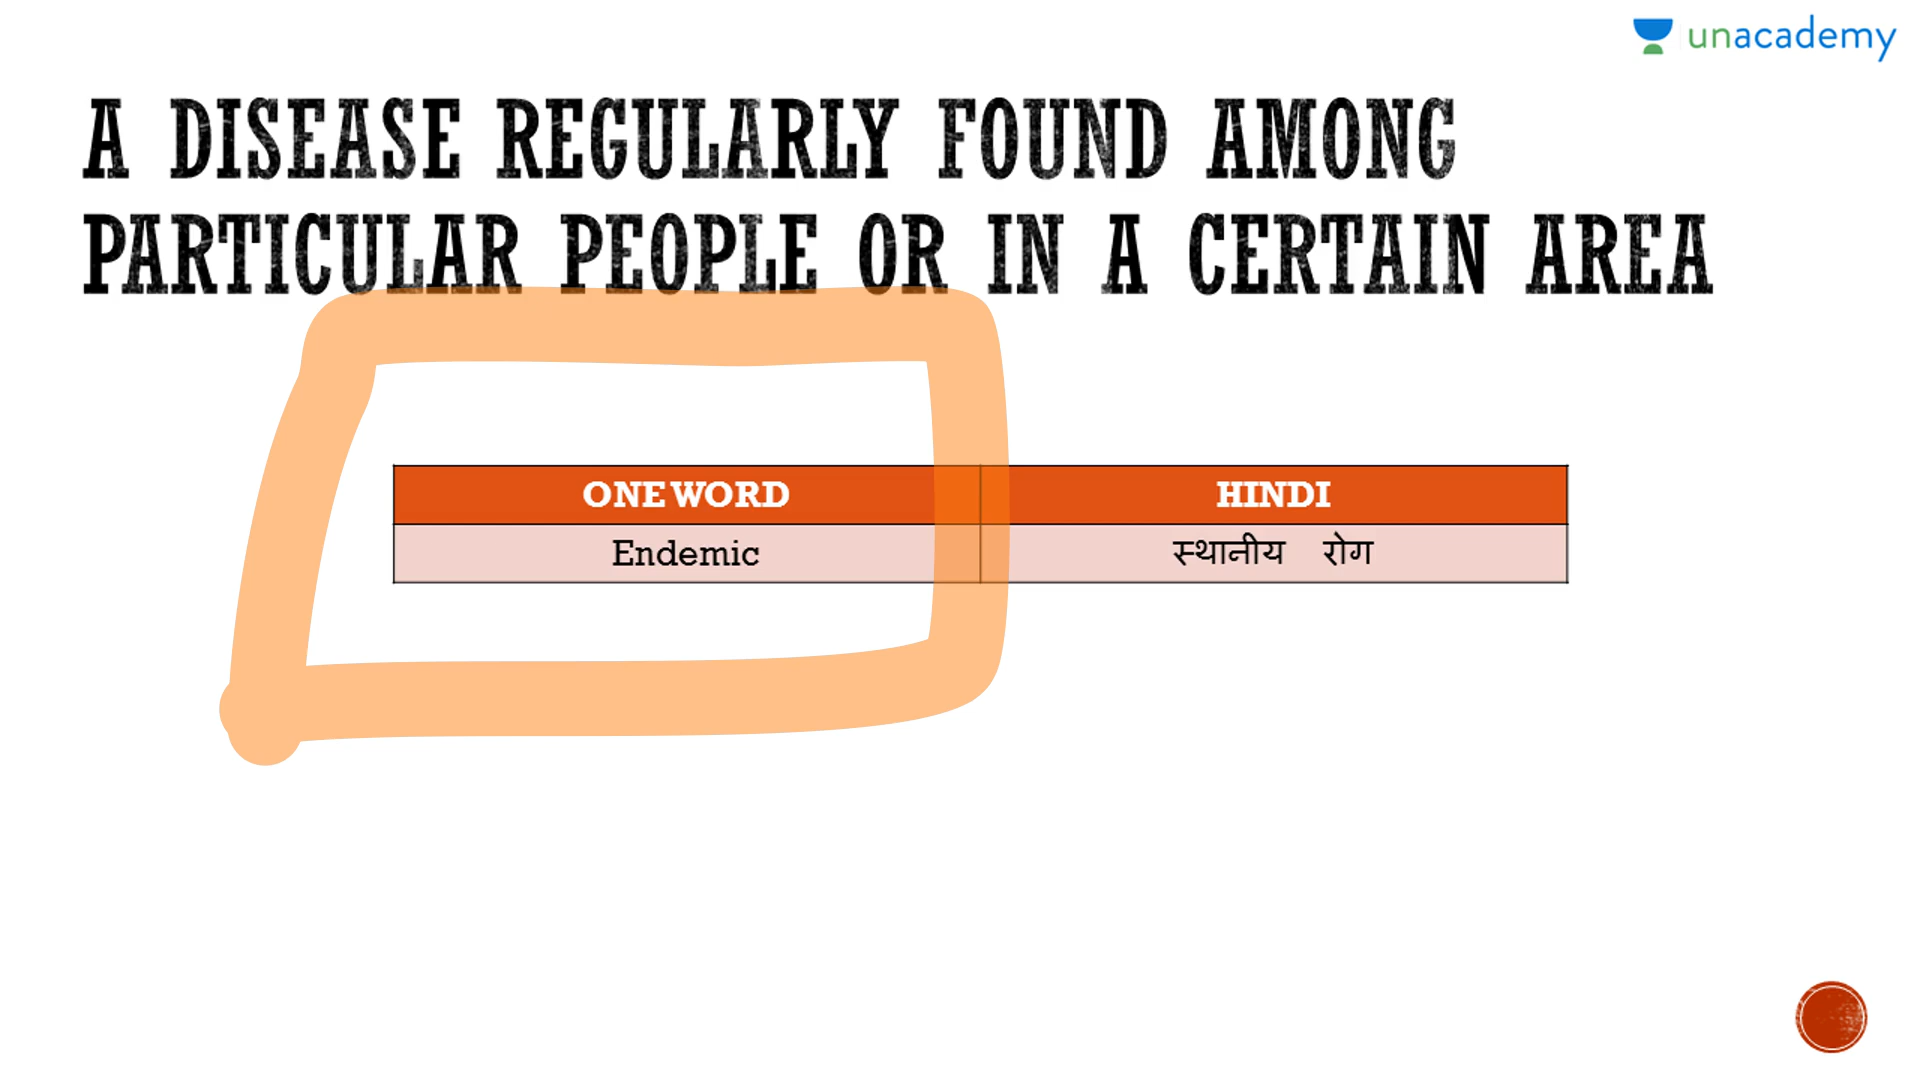 unacademy
A DISEASE REGULARLY FOUND AMONG
PARTICULAR PEOPLE OR IN A CERTAIN AREA
ONE WORD HINDI
Endemic स्थानीय रोग